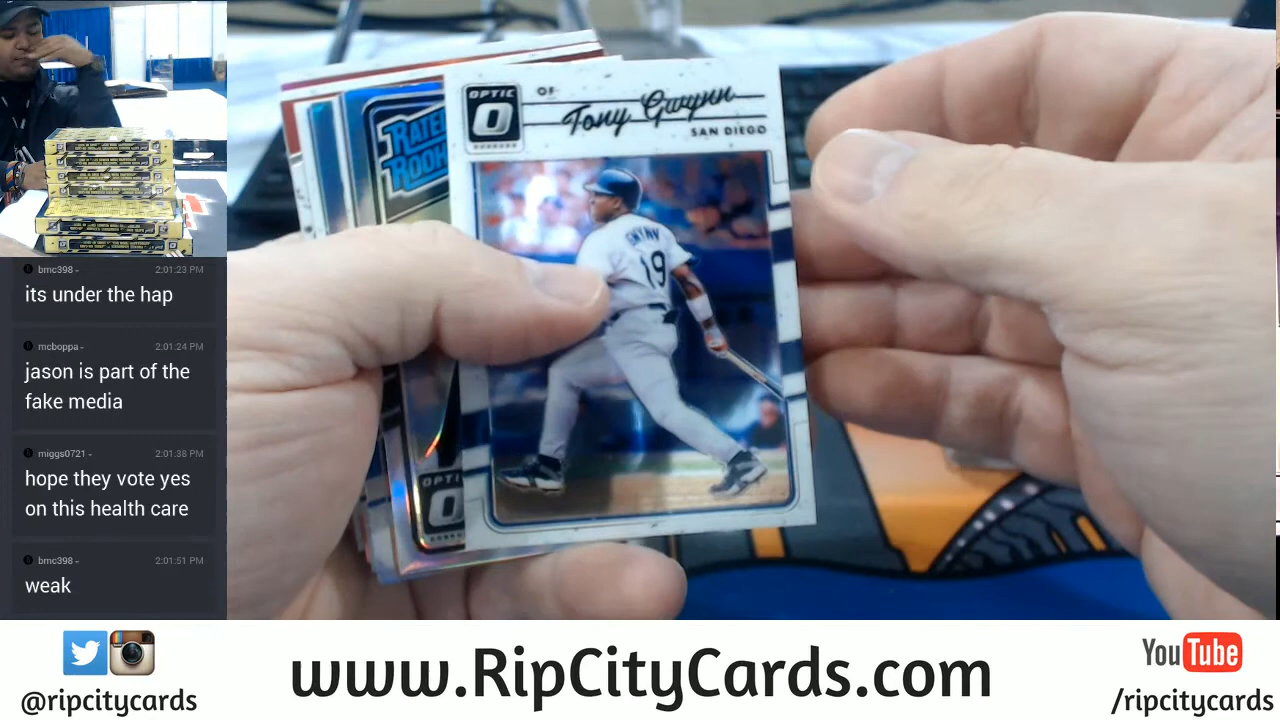 bmc398 - 2:01:23 PM
its under the hap
mcboppa - 2:01:24 PM
jason is part of the
fake media
miggs0721 - 2:01:38 PM
hope they vote yes
on this health care
bmc398 - 2:01:51 PM
weak
OPTIC
O
DONRUSS
OF
Tony Gwynn
SAN DIEGO
RATED
ROOK
GWYNN
19
OPTI
O
@ripcitycards
www.RipCityCards.com
YouTube
/ripcitycards